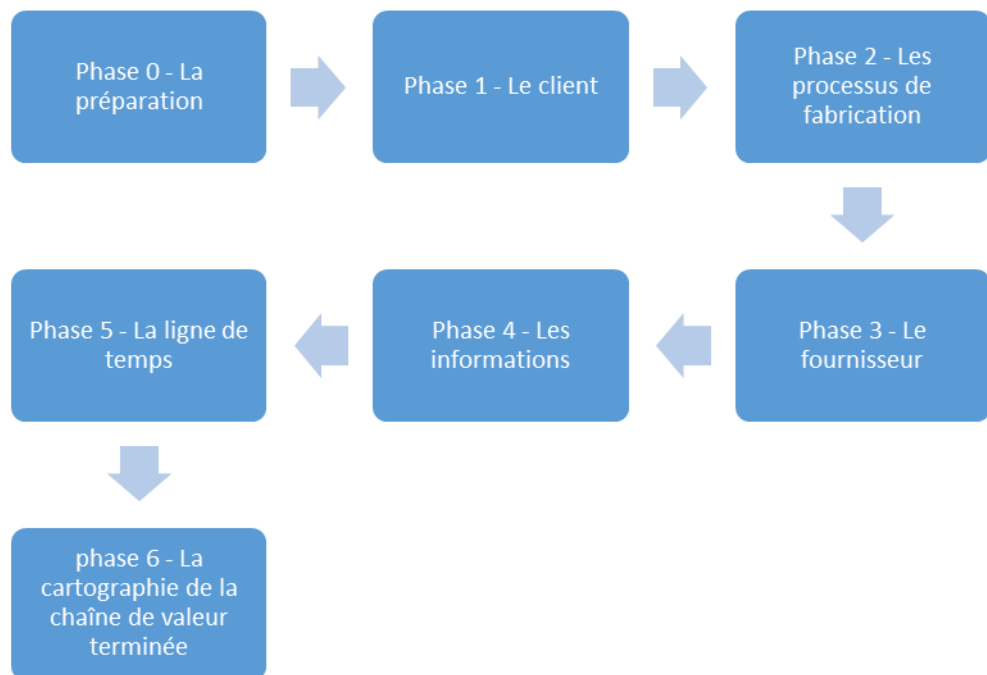 Phase 0 - La
préparation
Phase 1 - Le client
Phase 2 - Les
processus de
fabrication
Phase 3 - Le
fournisseur
Phase 4 - Les
informations
Phase 5 - La ligne de
temps
phase 6 - La
cartographie de la
chaîne de valeur
terminée